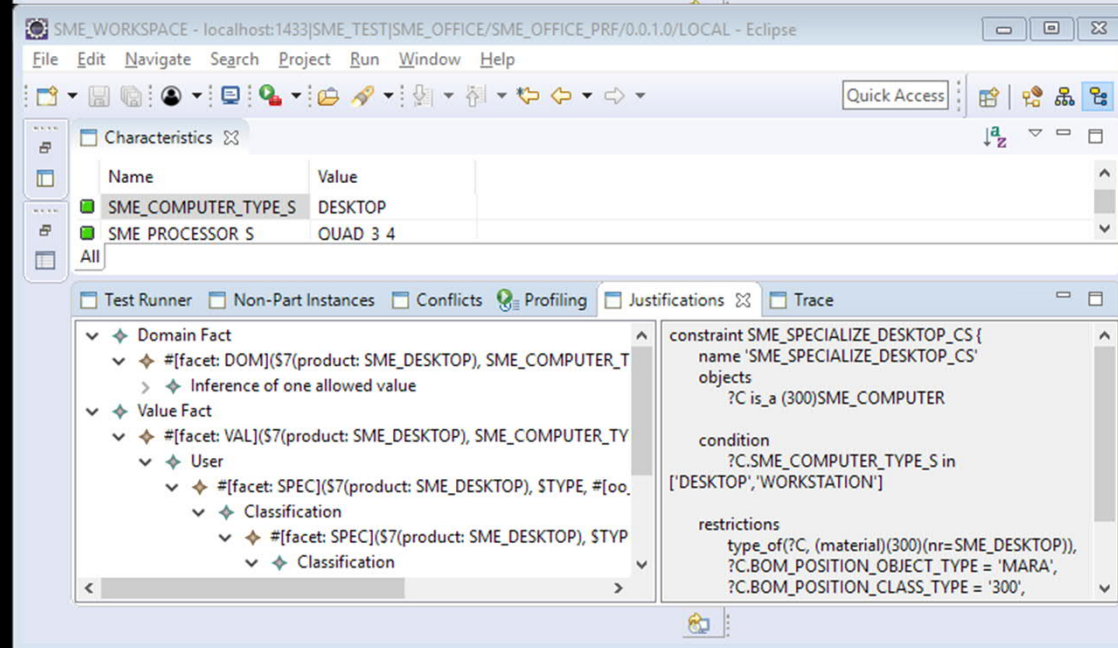 SME_WORKSPACE - localhost:1433|SME_TEST|SME_OFFICE/SME_OFFICE_PRF/0.0.1.0/LOCAL - Eclipse
File Edit Navigate Search Project Run Window Help
Quick Access
Characteristics
Name Value
SME_COMPUTER_TYPE_S DESKTOP
SME_PROCESSOR_S QUAD_3_4
All
Test Runner Non-Part Instances Conflicts Profiling Justifications Trace
Domain Fact
#[facet: DOM]($7(product: SME_DESKTOP), SME_COMPUTER_T
Inference of one allowed value
Value Fact
#[facet: VAL]($7(product: SME_DESKTOP), SME_COMPUTER_TY
User
#[facet: SPEC]($7(product: SME_DESKTOP), $TYPE, #[oo_
Classification
#[facet: SPEC]($7(product: SME_DESKTOP), $TYP
Classification
constraint SME_SPECIALIZE_DESKTOP_CS {
name 'SME_SPECIALIZE_DESKTOP_CS'
objects
?C is_a (300)SME_COMPUTER
condition
?C.SME_COMPUTER_TYPE_S in
['DESKTOP','WORKSTATION']
restrictions
type_of(?C, (material)(300)(nr=SME_DESKTOP)),
?C.BOM_POSITION_OBJECT_TYPE = 'MARA',
?C.BOM_POSITION_CLASS_TYPE = '300',